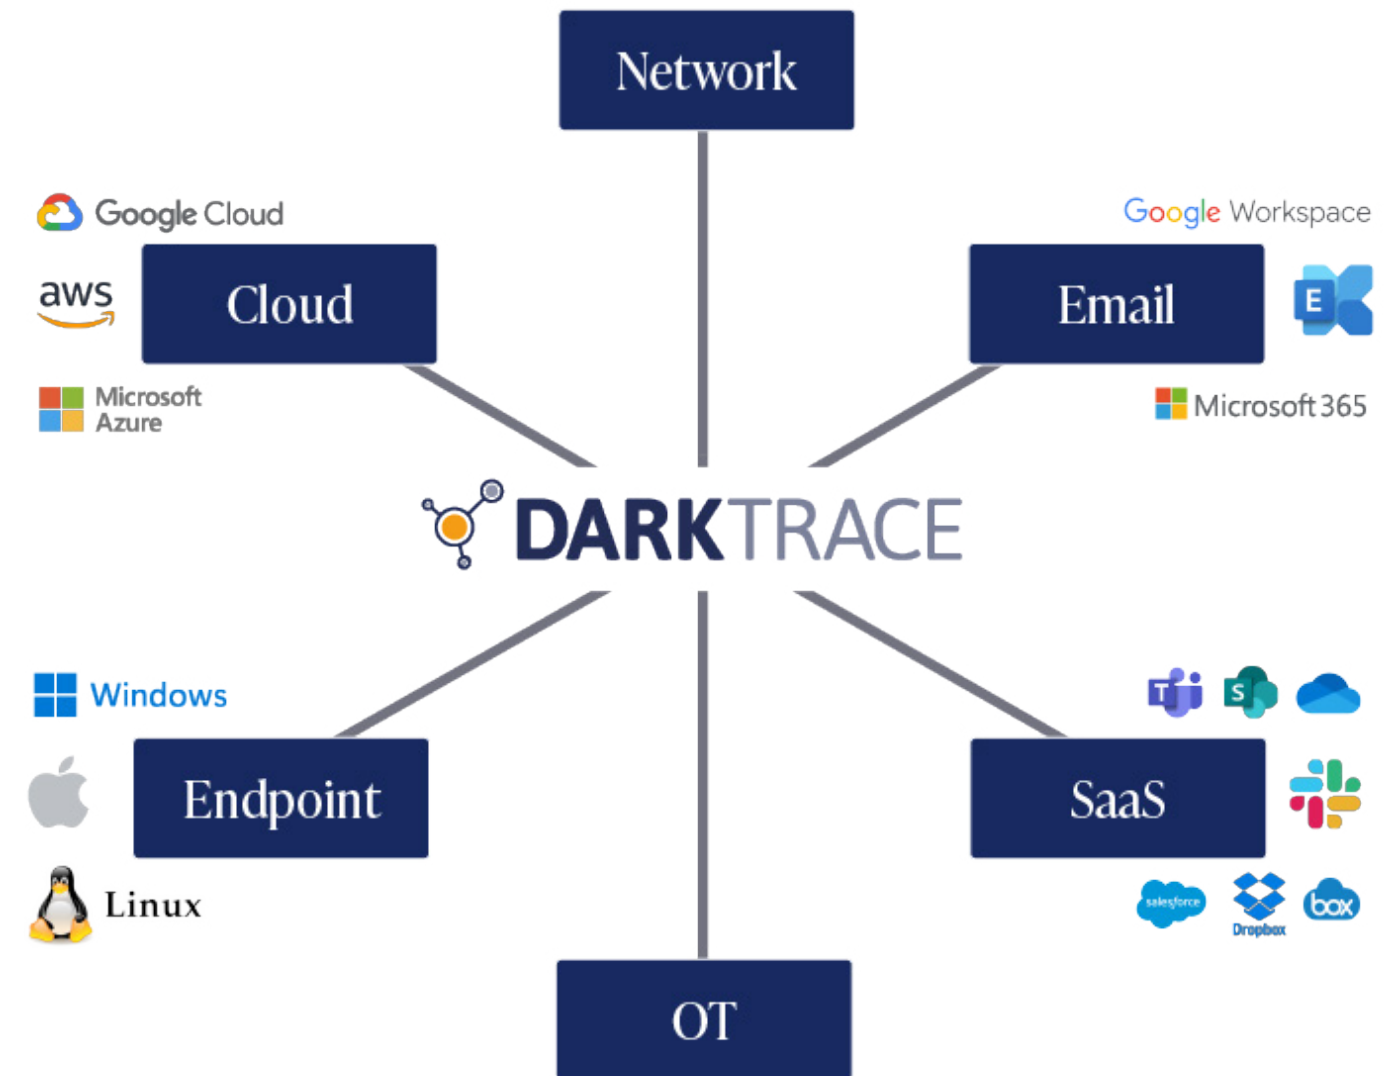 Network
Google Cloud
Google Workspace
aws
Cloud
Email
E
Microsoft
Azure
Microsoft 365
DARKTRACE
Windows
T
S
Endpoint
SaaS
Linux
salesforce
Dropbox
box
OT